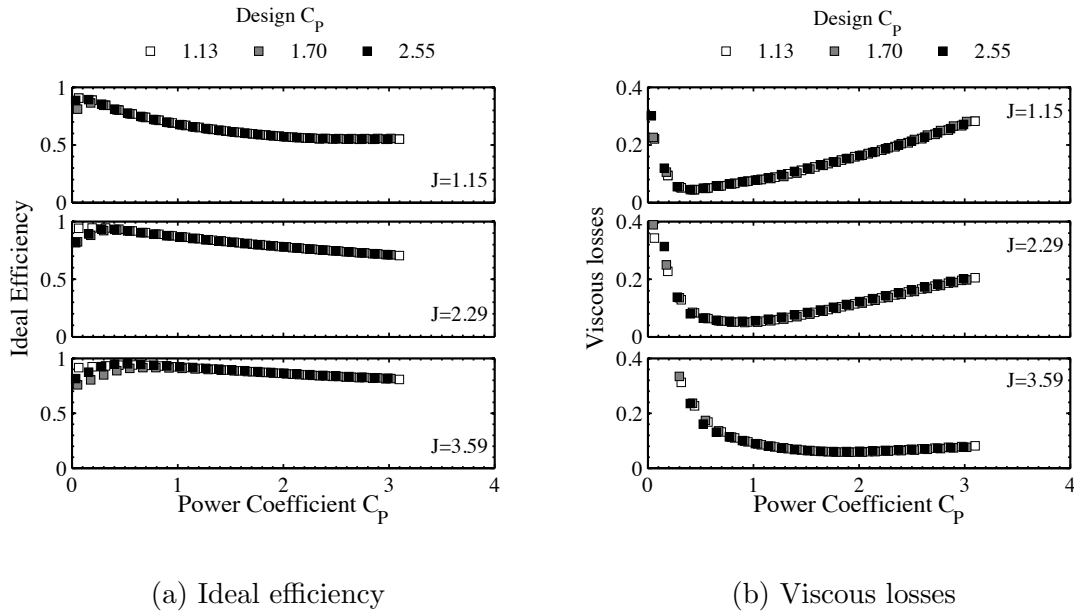 Design C_P
1.13 1.70 2.55
Ideal Efficiency
1
0.5
0
J=1.15
1
0.5
0
J=2.29
1
0.5
0
J=3.59
0 1 2 3 4
Power Coefficient C_P
(a) Ideal efficiency
Design C_P
1.13 1.70 2.55
Viscous losses
0.4
0.2
0
J=1.15
0.4
0.2
0
J=2.29
0.4
0.2
0
J=3.59
0 1 2 3 4
Power Coefficient C_P
(b) Viscous losses